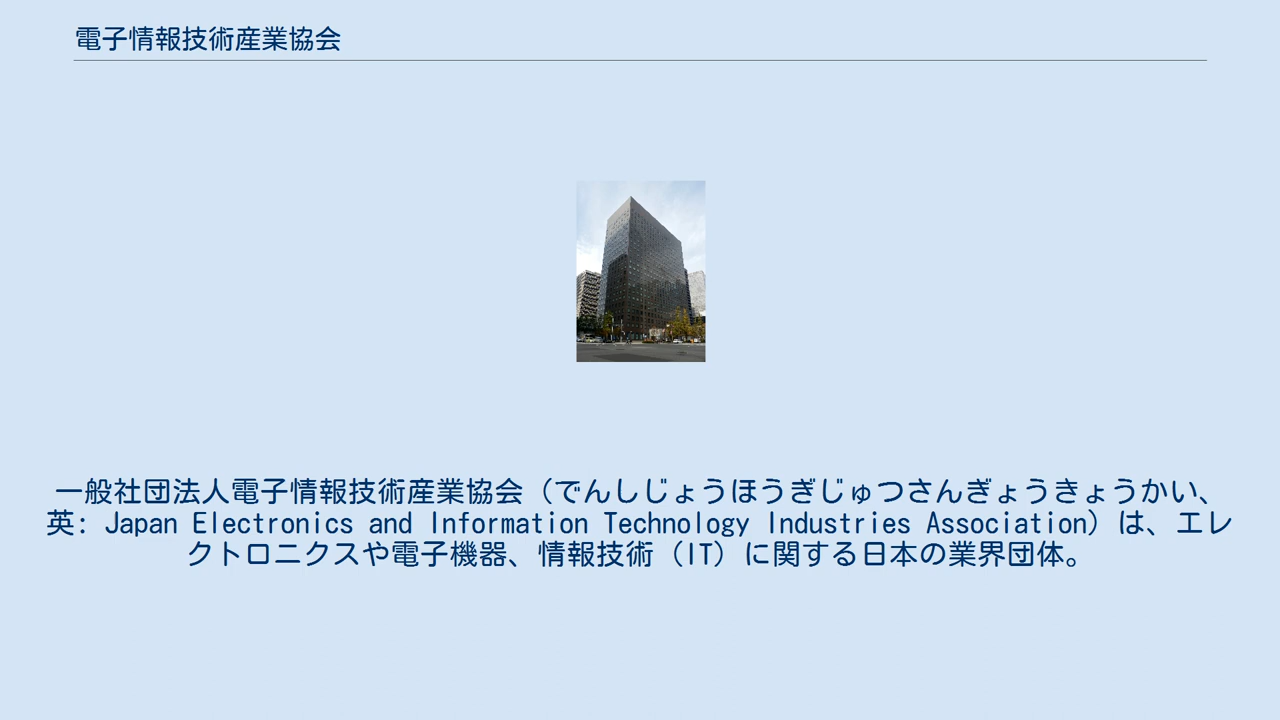 電子情報技術産業協会
一般社団法人電子情報技術産業協会（でんしじょうほうぎじゅつさんぎょうきょうかい、
英: Japan Electronics and Information Technology Industries Association）は、エレ
クトロニクスや電子機器、情報技術（IT）に関する日本の業界団体。